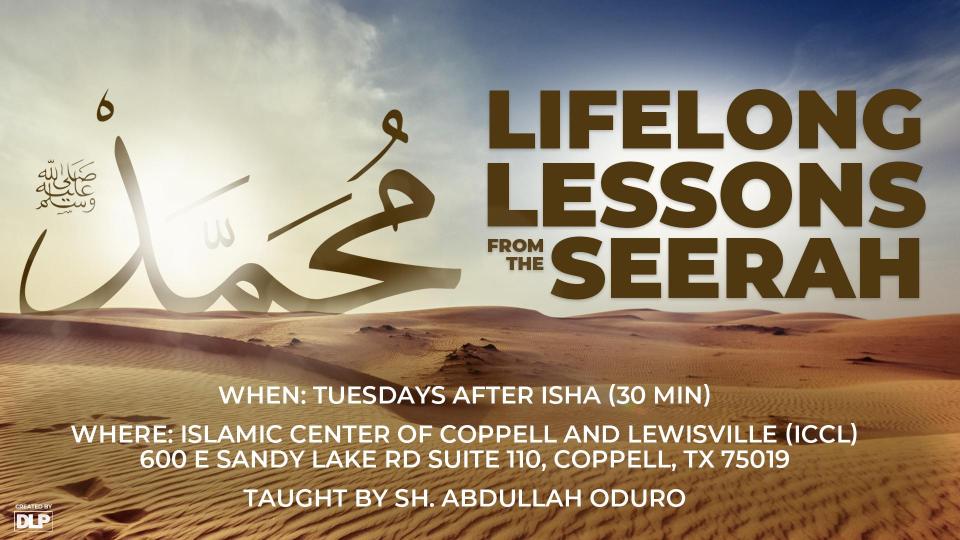 صلى الله
عليه
وسلم
مُحَمَّدْ
LIFELONG
LESSONS
FROM
THE
SEERAH
WHEN: TUESDAYS AFTER ISHA (30 MIN)
WHERE: ISLAMIC CENTER OF COPPELL AND LEWISVILLE (ICCL)
600 E SANDY LAKE RD SUITE 110, COPPELL, TX 75019
TAUGHT BY SH. ABDULLAH ODURO
CREATED BY
DLP